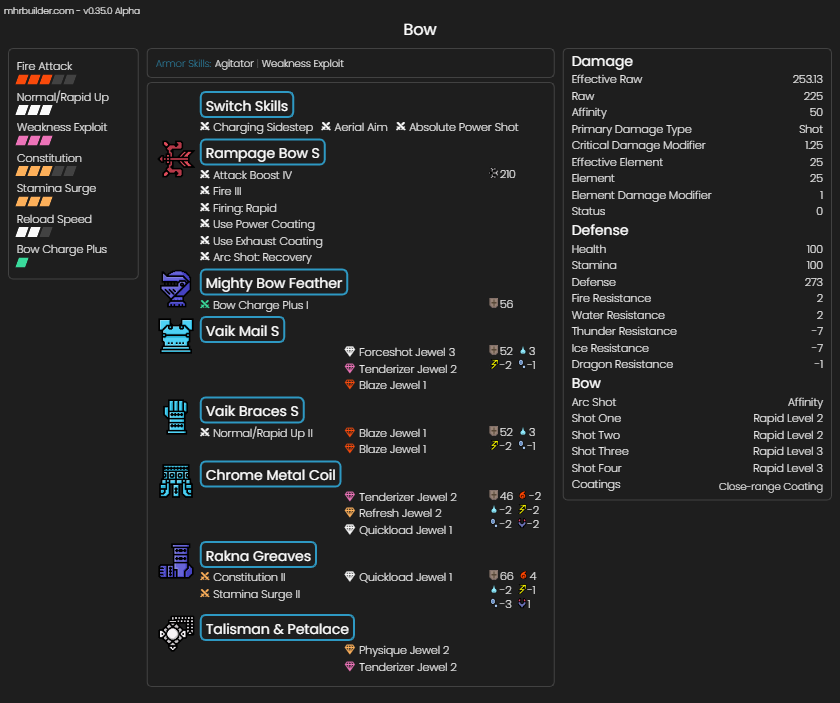 mhrbuilder.com - v0.35.0 Alpha
Bow
Fire Attack
Normal/Rapid Up
Weakness Exploit
Constitution
Stamina Surge
Reload Speed
Bow Charge Plus
Armor Skills: Agitator | Weakness Exploit
Switch Skills
Charging Sidestep Aerial Aim Absolute Power Shot
Rampage Bow S
Attack Boost IV 210
Fire III
Firing: Rapid
Use Power Coating
Use Exhaust Coating
Arc Shot: Recovery
Mighty Bow Feather
Bow Charge Plus I 56
Vaik Mail S
Forceshot Jewel 3 52 3
Tenderizer Jewel 2 -2 -1
Blaze Jewel 1
Vaik Braces S
Normal/Rapid Up II Blaze Jewel 1 52 3
Blaze Jewel 1 -2 -1
Chrome Metal Coil
Tenderizer Jewel 2 46 -2
Refresh Jewel 2 -2 -2
Quickload Jewel 1 -2 -2
Rakna Greaves
Constitution II Quickload Jewel 1 66 4
Stamina Surge II -2 -1
-3 1
Talisman & Petalace
Physique Jewel 2
Tenderizer Jewel 2
Damage
Effective Raw 253.13
Raw 225
Affinity 50
Primary Damage Type Shot
Critical Damage Modifier 1.25
Effective Element 25
Element 25
Element Damage Modifier 1
Status 0
Defense
Health 100
Stamina 100
Defense 273
Fire Resistance 2
Water Resistance 2
Thunder Resistance -7
Ice Resistance -7
Dragon Resistance -1
Bow
Arc Shot Affinity
Shot One Rapid Level 2
Shot Two Rapid Level 2
Shot Three Rapid Level 3
Shot Four Rapid Level 3
Coatings Close-range Coating